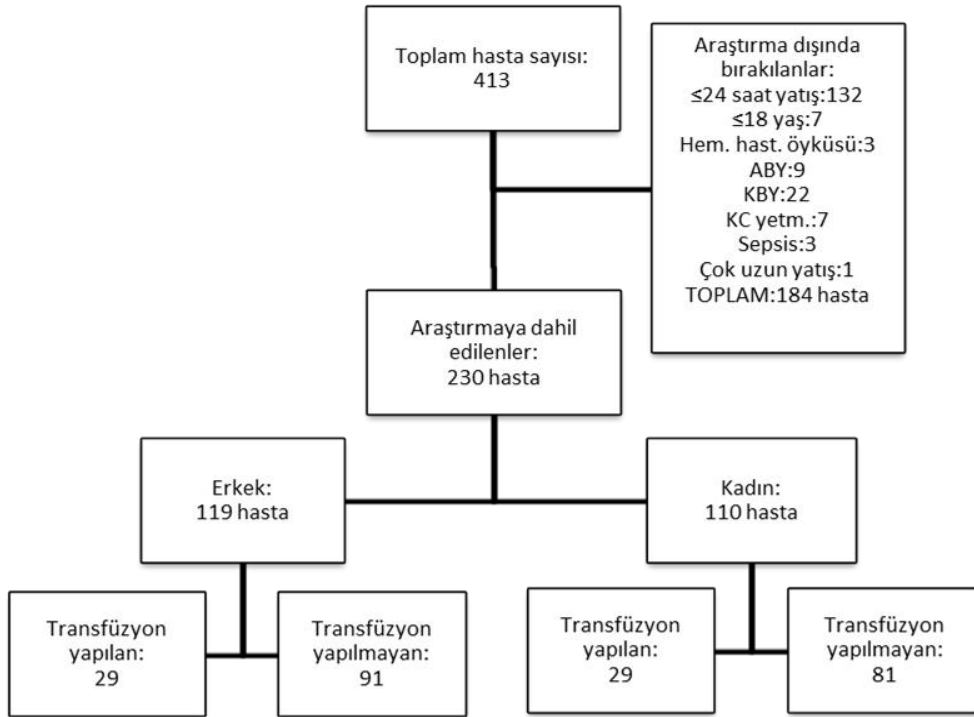 Toplam hasta sayısı:
413
Araştırma dışında
bırakılanlar:
≤24 saat yatış:132
≤18 yaş:7
Hem. hast. öyküsü:3
ABY:9
KBY:22
KC yetm.:7
Sepsis:3
Çok uzun yatış:1
TOPLAM:184 hasta
Araştırmaya dahil
edilenler:
230 hasta
Erkek:
119 hasta
Kadın:
110 hasta
Transfüzyon
yapılan:
29
Transfüzyon
yapılmayan:
91
Transfüzyon
yapılan:
29
Transfüzyon
yapılmayan:
81